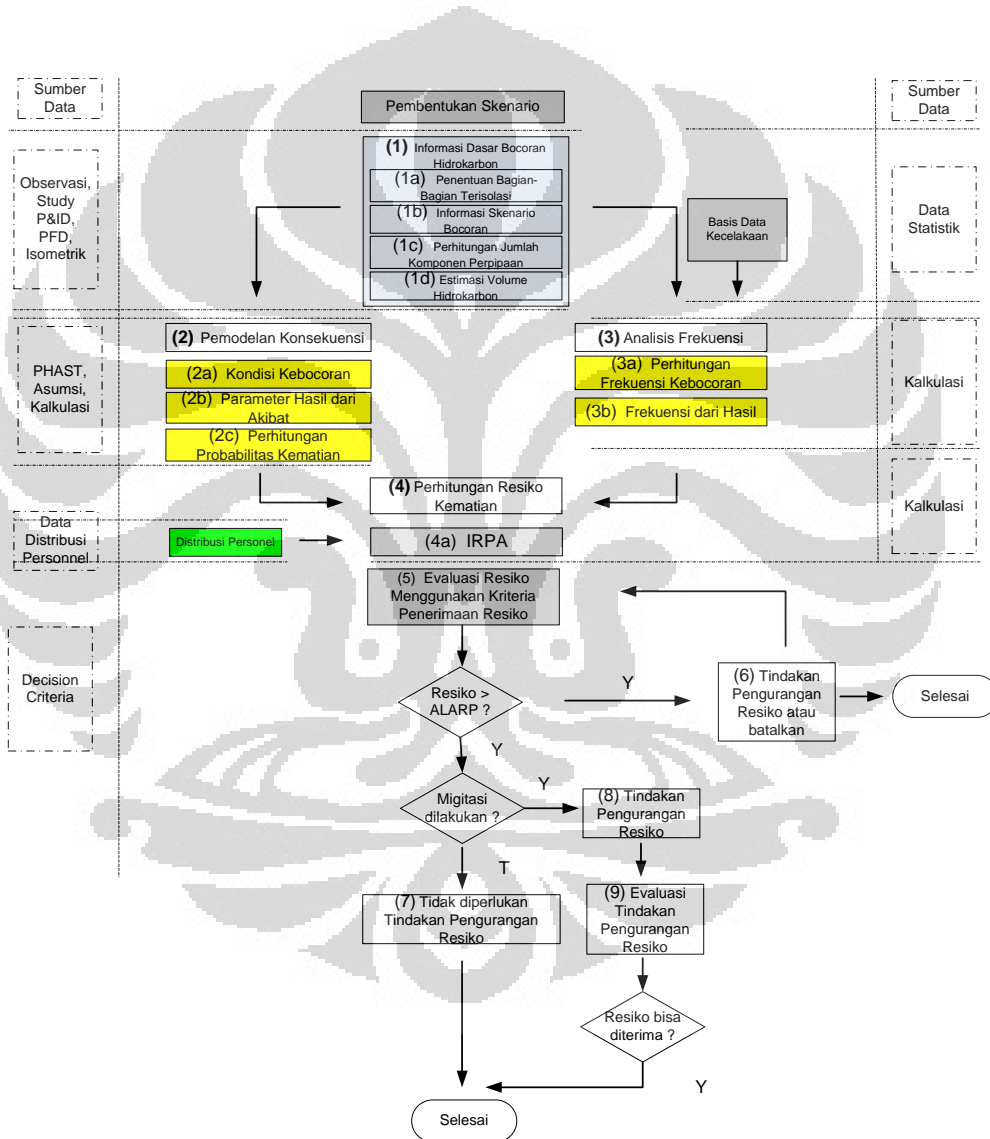 Sumber
Data
Pembentukan Skenario
Sumber
Data
Observasi,
Study
P&ID,
PFD,
Isometrik
(1) Informasi Dasar Bocoran
Hidrokarbon
(1a) Penentuan Bagian-
Bagian Terisolasi
(1b) Informasi Skenario
Bocoran
(1c) Perhitungan Jumlah
Komponen Perpipaan
(1d) Estimasi Volume
Hidrokarbon
Basis Data
Kecelakaan
Data
Statistik
PHAST,
Asumsi,
Kalkulasi
(2) Pemodelan Konsekuensi
(2a) Kondisi Kebocoran
(2b) Parameter Hasil dari
Akibat
(2c) Perhitungan
Probabilitas Kematian
(3) Analisis Frekuensi
(3a) Perhitungan
Frekuensi Kebocoran
(3b) Frekuensi dari Hasil
Kalkulasi
(4) Perhitungan Resiko
Kematian
Kalkulasi
Data
Distribusi
Personnel
Distribusi Personel
(4a) IRPA
(5) Evaluasi Resiko
Menggunakan Kriteria
Penerimaan Resiko
Decision
Criteria
Resiko >
ALARP ?
Y
(6) Tindakan
Pengurangan
Resiko atau
batalkan
Selesai
Y
Migitasi
dilakukan ?
Y
(8) Tindakan
Pengurangan
Resiko
T
(7) Tidak diperlukan
Tindakan Pengurangan
Resiko
(9) Evaluasi
Tindakan
Pengurangan
Resiko
Resiko bisa
diterima ?
Y
Selesai